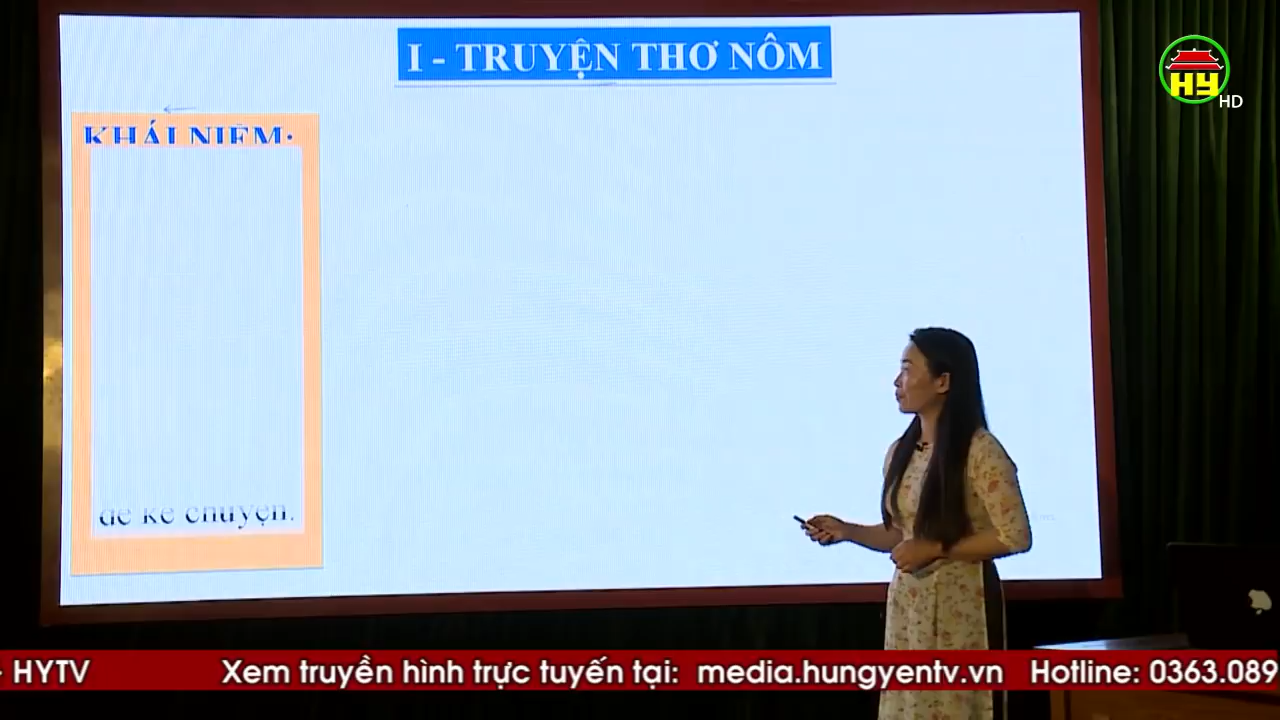 I - TRUYỆN THƠ NÔM
HY
HD
KHÁI NIỆM:
để kể chuyện.
HYTV Xem truyền hình trực tuyến tại: media.hungyentv.vn Hotline: 0363.089